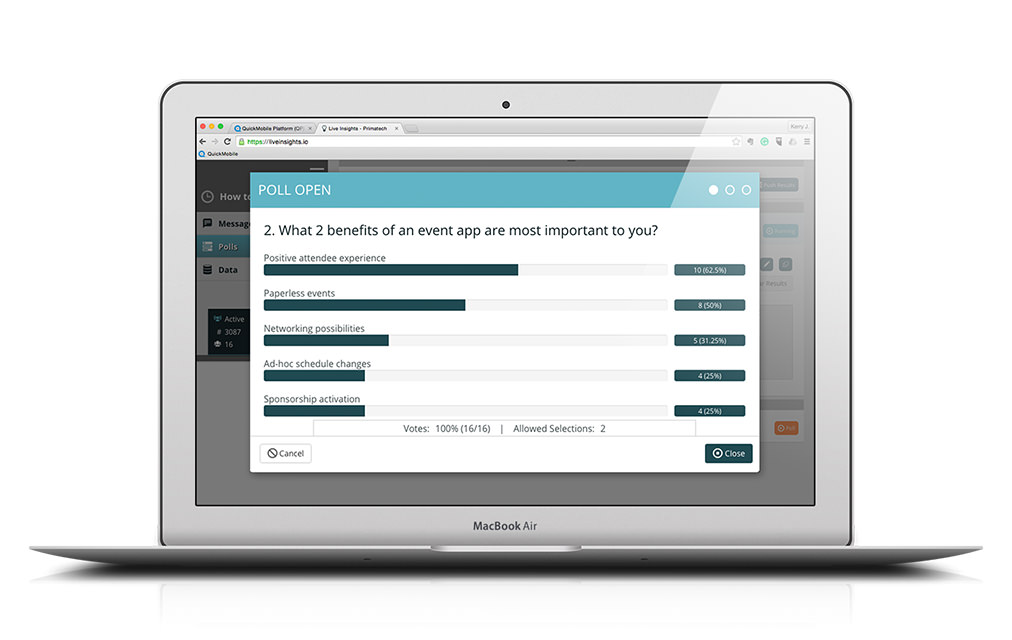 QuickMobile Platform (QP
Live Insights - Primatech
Kerry J.
https://liveinsights.io
QuickMobile
How to
Messag
Polls
Data
Active
# 3087
16
POLL OPEN
2. What 2 benefits of an event app are most important to you?
Positive attendee experience
10 (62.5%)
Paperless events
8 (50%)
Networking possibilities
5 (31.25%)
Ad-hoc schedule changes
4 (25%)
Sponsorship activation
4 (25%)
Votes: 100% (16/16) | Allowed Selections: 2
Cancel
Close
Results
MacBook Air